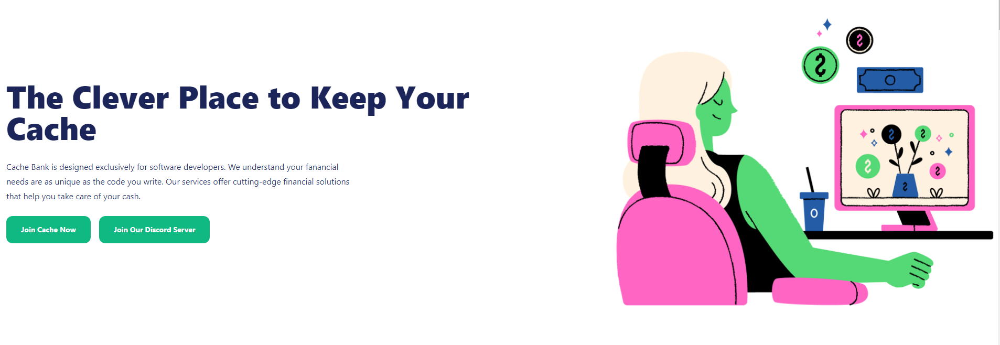 The Clever Place to Keep Your
Cache
Cache Bank is designed exclusively for software developers. We understand your fanancial
needs are as unique as the code you write. Our services offer cutting-edge financial solutions
that help you take care of your cash.
Join Cache Now
Join Our Discord Server